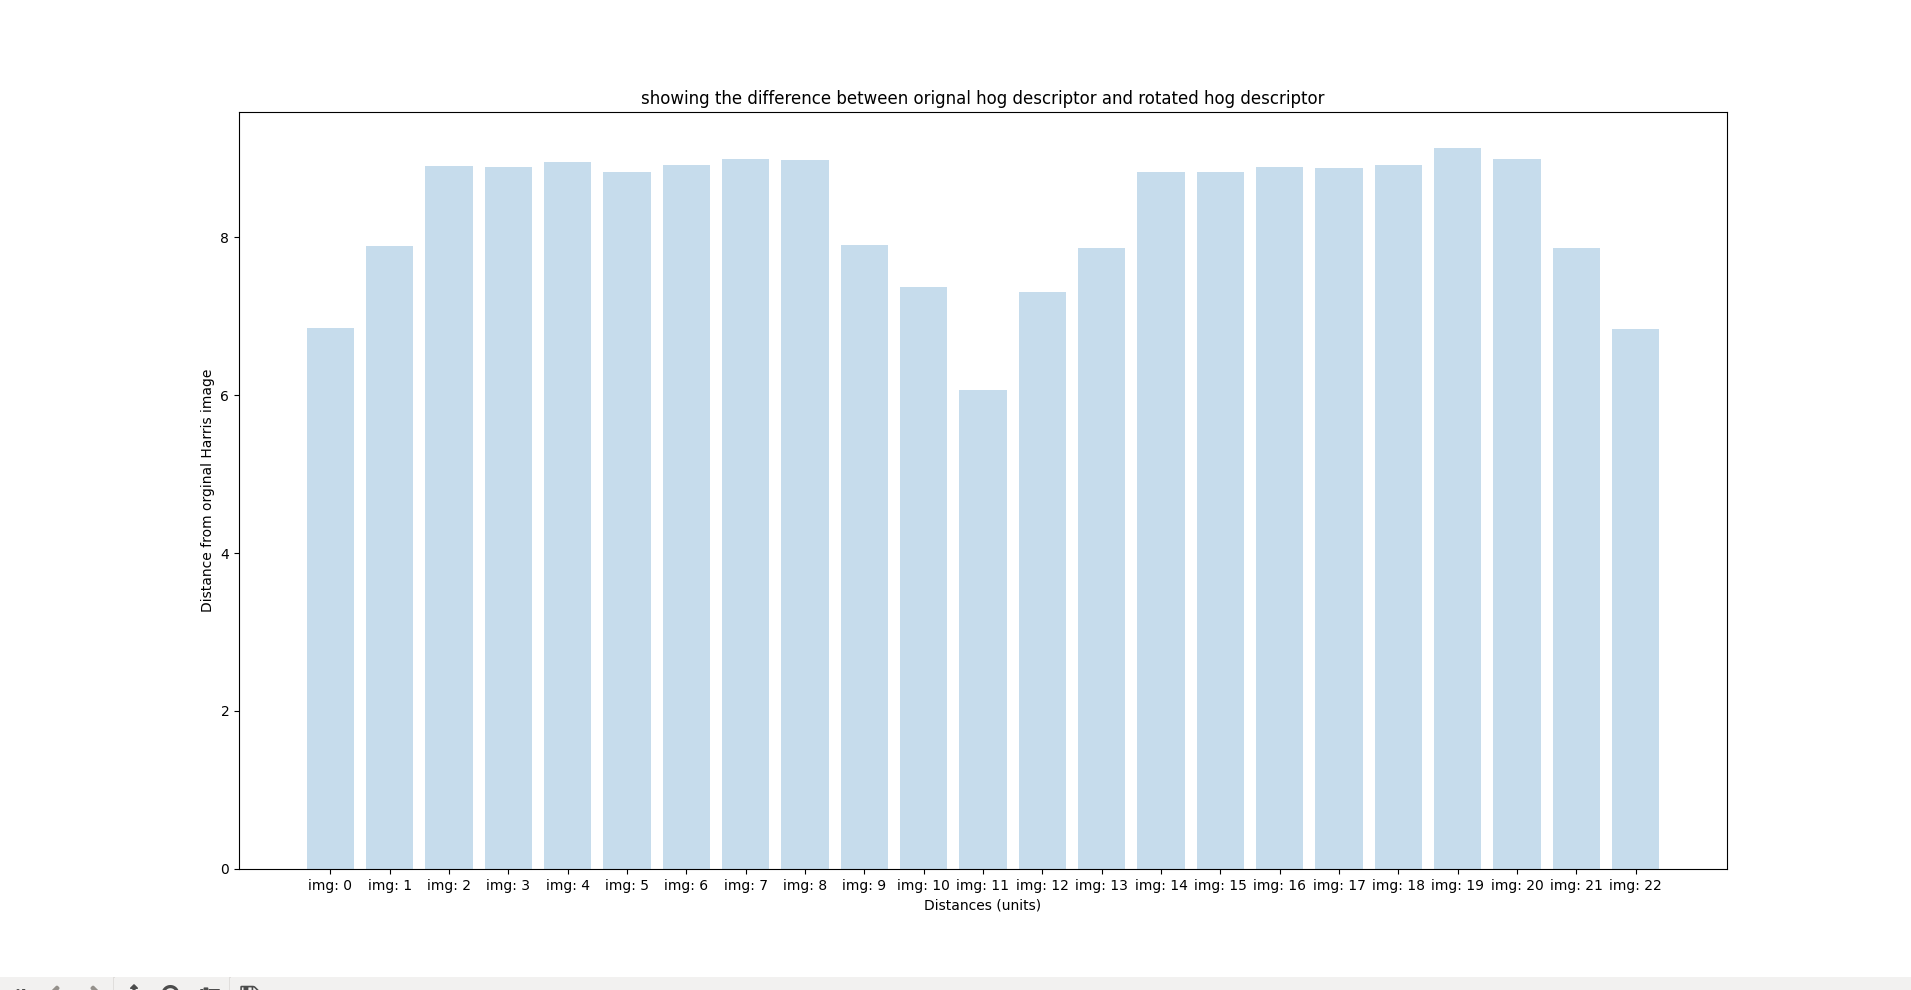 showing the difference between orignal hog descriptor and rotated hog descriptor
Distance from orginal Harris image
8
6
4
2
0
img: 0 img: 1 img: 2 img: 3 img: 4 img: 5 img: 6 img: 7 img: 8 img: 9 img: 10 img: 11 img: 12 img: 13 img: 14 img: 15 img: 16 img: 17 img: 18 img: 19 img: 20 img: 21 img: 22
Distances (units)